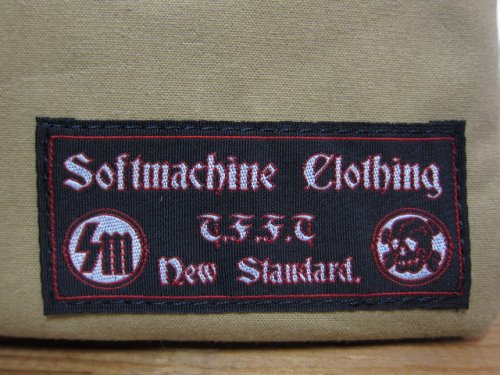 Softmachine Clothing
T.F.F.T
SM
New Standard.